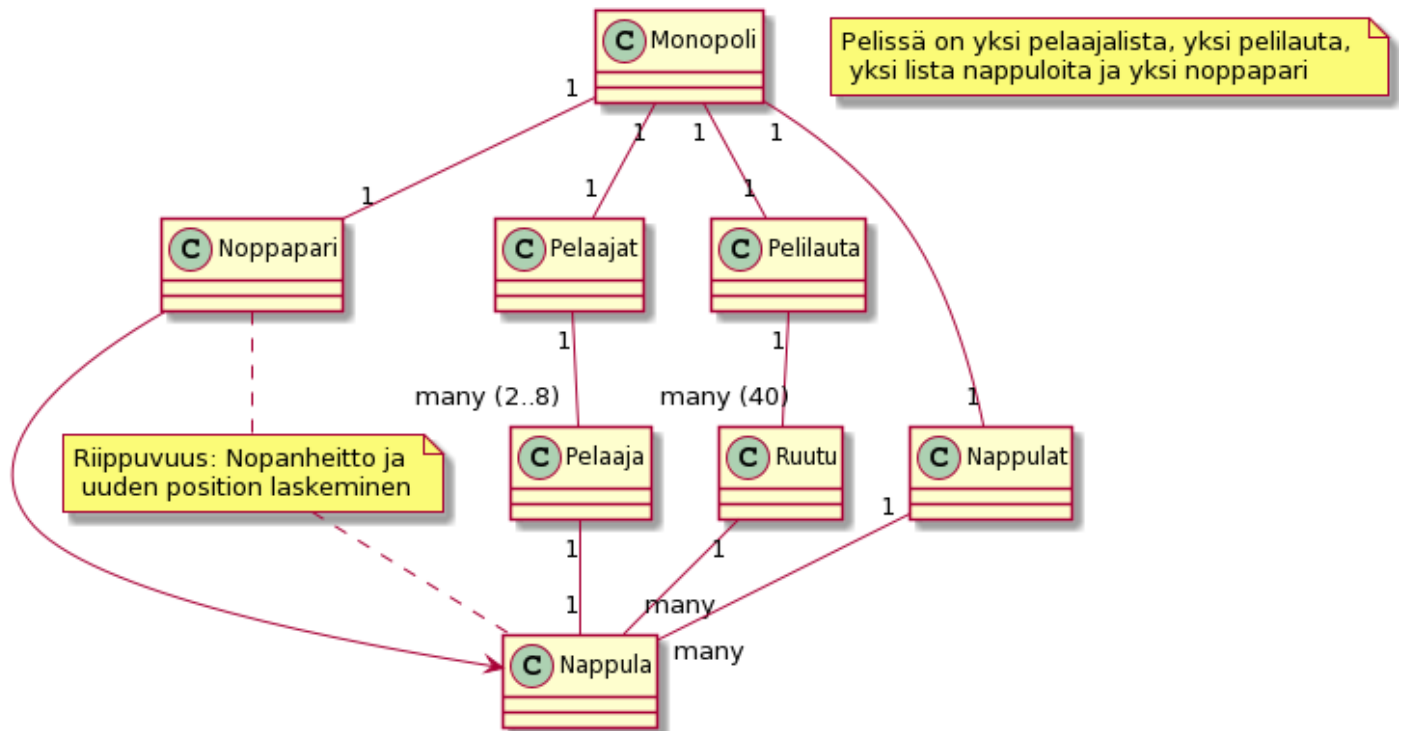 C Monopoli
Pelissä on yksi pelaajalista, yksi pelilauta,
yksi lista nappuloita ja yksi noppapari
1
1
1
1
1
1
1
C Noppapari
C Pelaajat
C Pelilauta
1
1
many (2..8)
many (40)
1
Riippuvuus: Nopanheitto ja
uuden position laskeminen
C Pelaaja
C Ruutu
C Nappulat
1
1
1
1
many
many
C Nappula